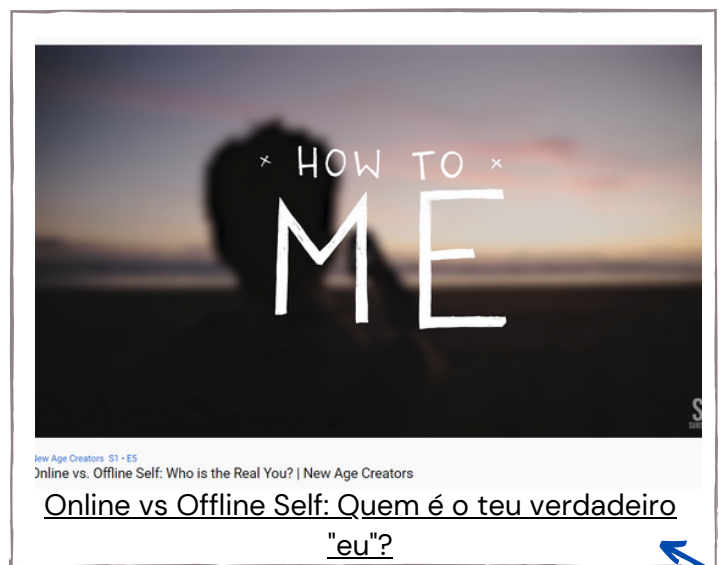 × HOW TO ×
ME
New Age Creators S1 • E5
Online vs. Offline Self: Who is the Real You? | New Age Creators
Online vs Offline Self: Quem é o teu verdadeiro
"eu"?